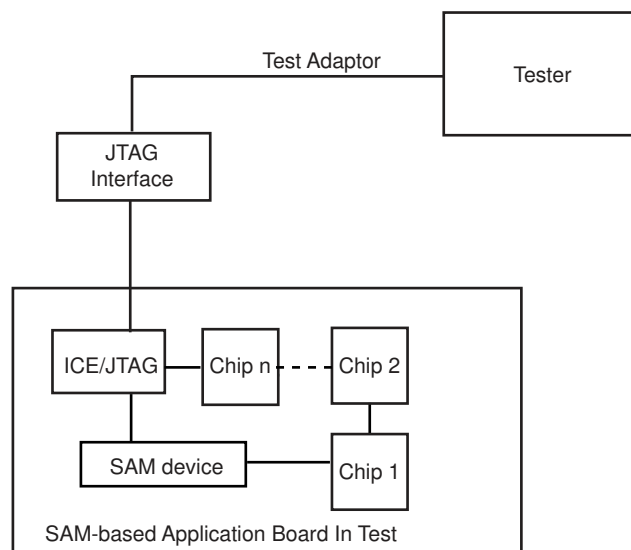 Test Adaptor
Tester
JTAG
Interface
ICE/JTAG
Chip n
Chip 2
SAM device
Chip 1
SAM-based Application Board In Test